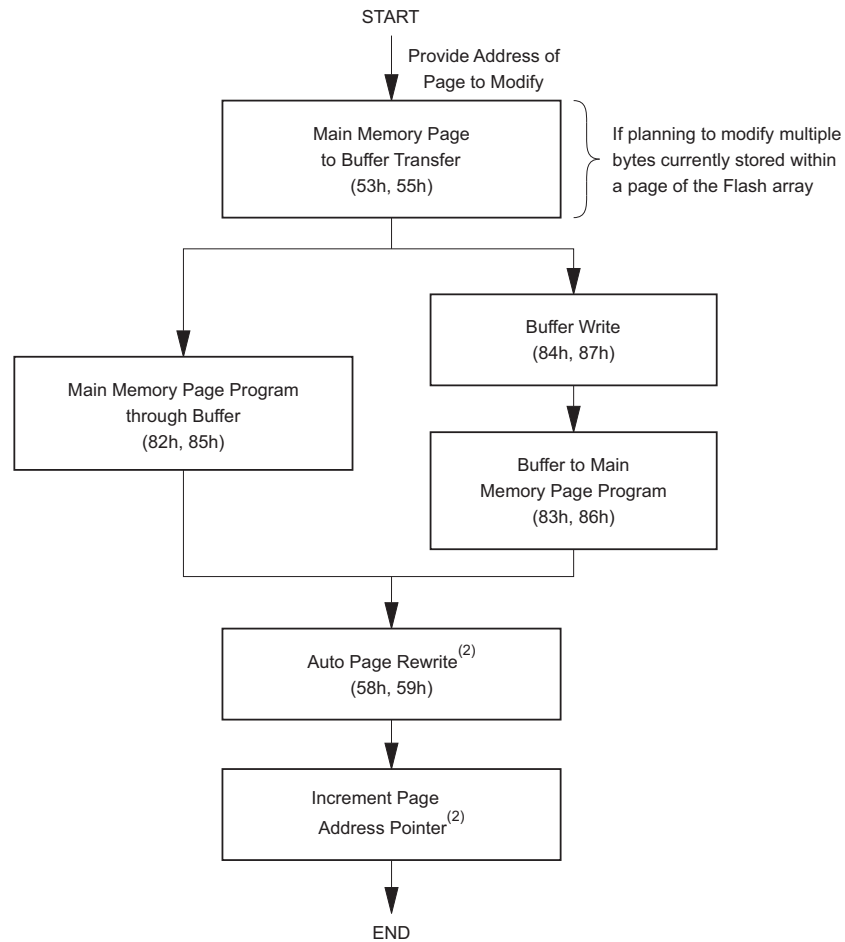 START
Provide Address of
Page to Modify
Main Memory Page
to Buffer Transfer
(53h, 55h)
If planning to modify multiple
bytes currently stored within
a page of the Flash array
Buffer Write
(84h, 87h)
Main Memory Page Program
through Buffer
(82h, 85h)
Buffer to Main
Memory Page Program
(83h, 86h)
Auto Page Rewrite(2)
(58h, 59h)
Increment Page
Address Pointer(2)
END